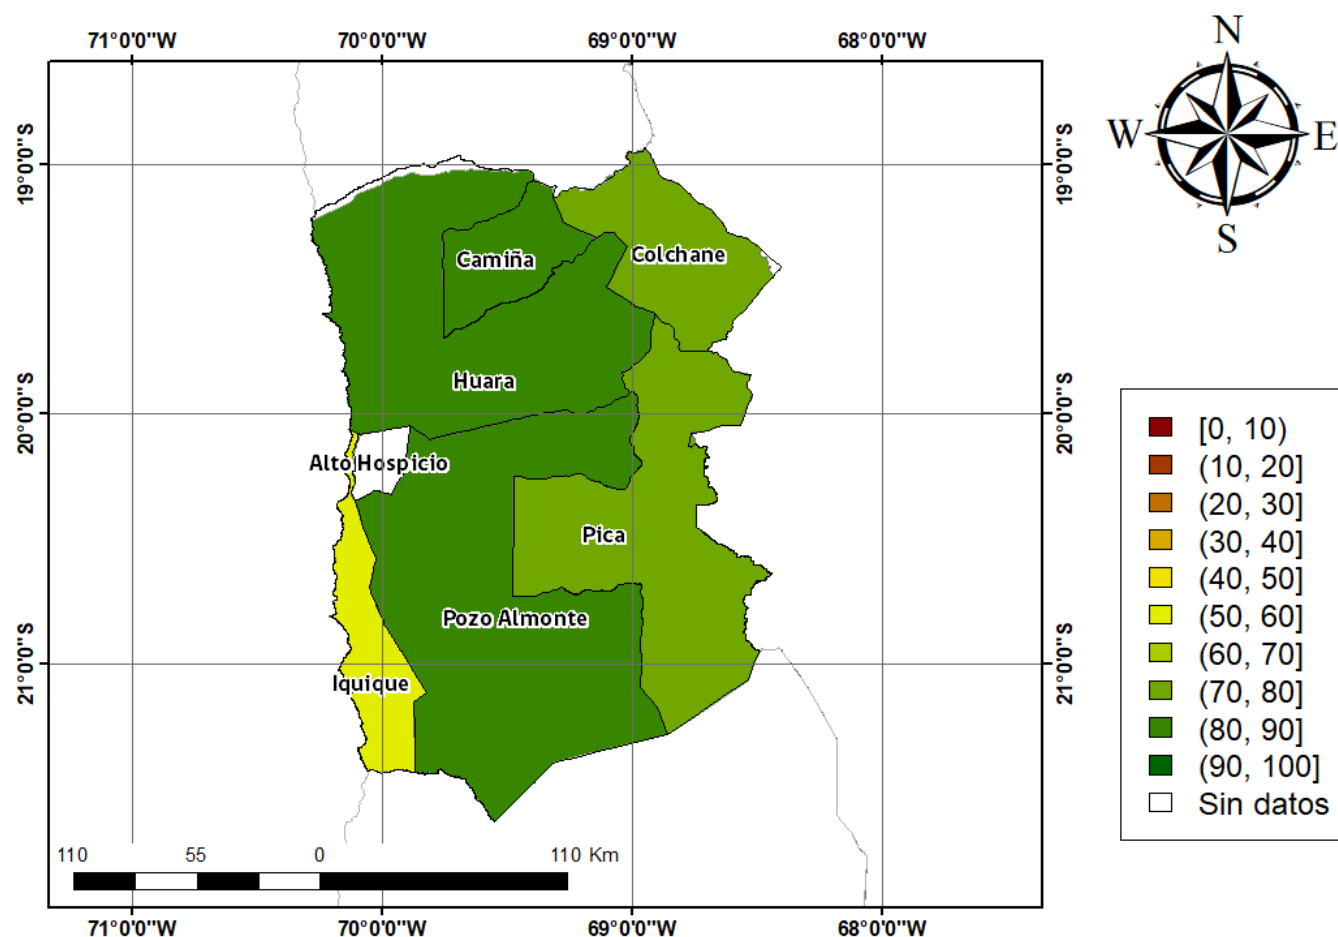 71°0'0"W 70°0'0"W 69°0'0"W 68°0'0"W
N
W E
S
19°0'0"S 19°0'0"S
Camiña Colchane
Huara
20°0'0"S 20°0'0"S
Alto Hospicio
Pica
Pozo Almonte
21°0'0"S 21°0'0"S
Iquique
[0, 10)
(10, 20]
(20, 30]
(30, 40]
(40, 50]
(50, 60]
(60, 70]
(70, 80]
(80, 90]
(90, 100]
Sin datos
110 55 0 110 Km
71°0'0"W 70°0'0"W 69°0'0"W 68°0'0"W